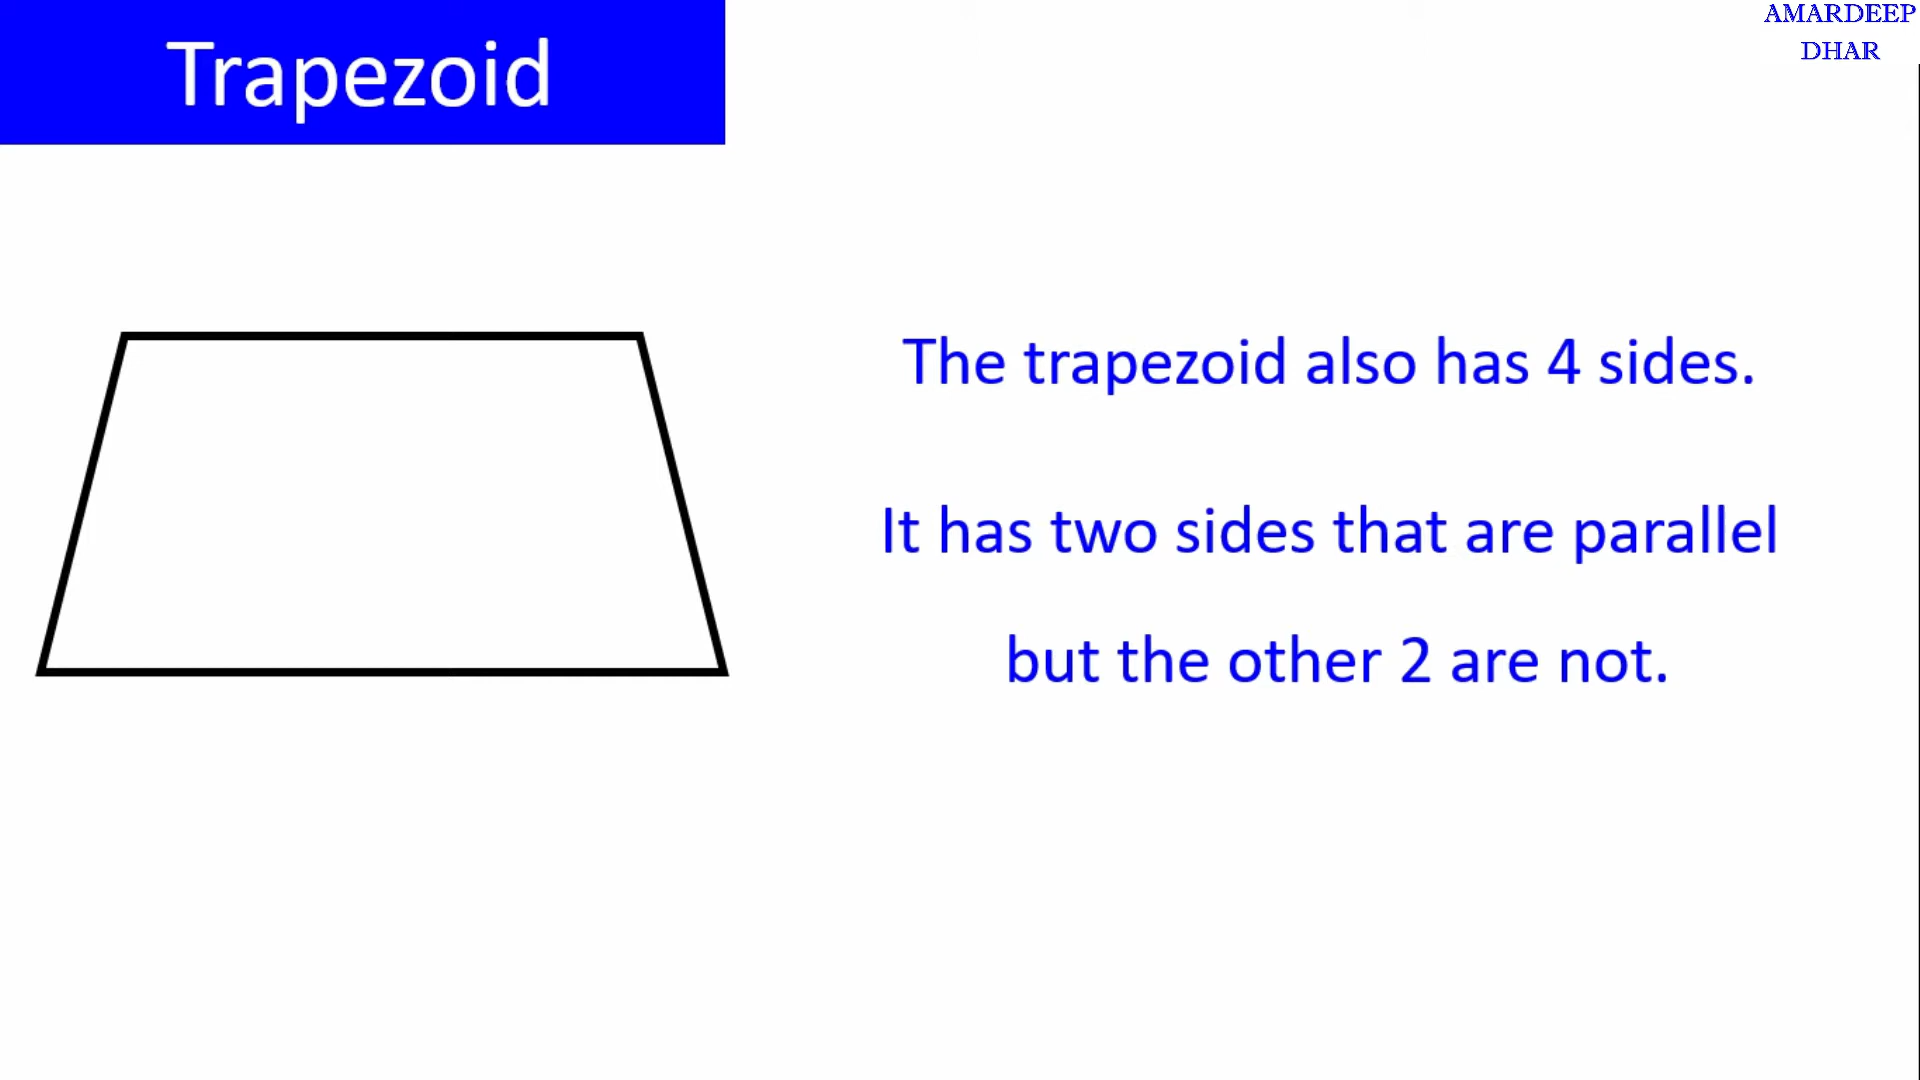 Trapezoid
AMARDEEP
DHAR
The trapezoid also has 4 sides.
It has two sides that are parallel
but the other 2 are not.